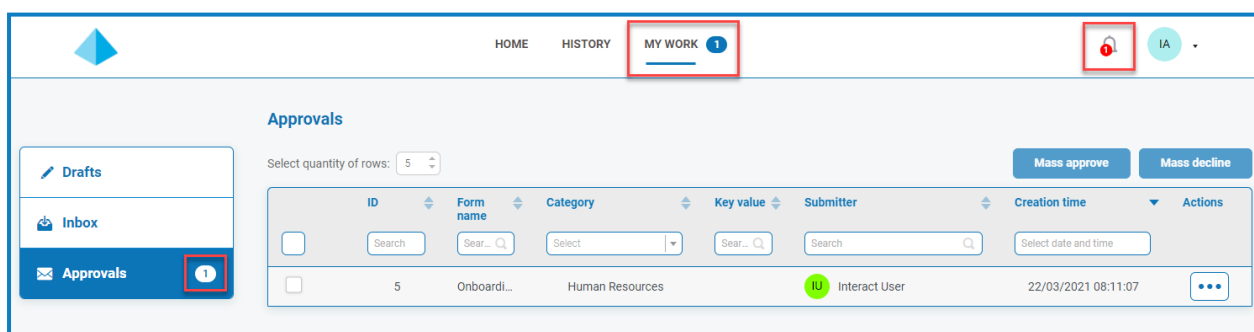 HOME HISTORY MY WORK 1 1 IA
Approvals
Select quantity of rows: 5 Mass approve Mass decline
Drafts
Inbox
Approvals 1
ID Form name Category Key value Submitter Creation time Actions
Search Sear... Select Sear... Search Select date and time
5 Onboardi... Human Resources IU Interact User 22/03/2021 08:11:07